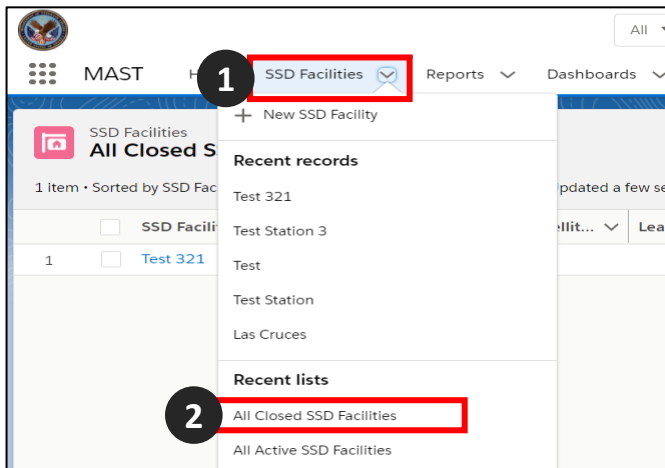 All
MAST H 1 SSD Facilities Reports Dashboards
+ New SSD Facility
SSD Facilities
All Closed S
Recent records
1 item • Sorted by SSD Fac
pdated a few se
Test 321
SSD Facili
Test Station 3
llit...
Lea
1 Test 321
Test
Test Station
Las Cruces
Recent lists
2 All Closed SSD Facilities
All Active SSD Facilities